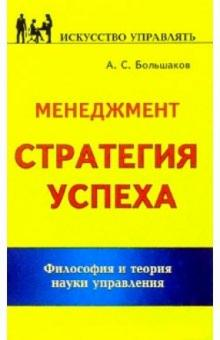 ИСКУССТВО УПРАВЛЯТЬ
А. С. Большаков
МЕНЕДЖМЕНТ
СТРАТЕГИЯ
УСПЕХА
Философия и теория
науки управления